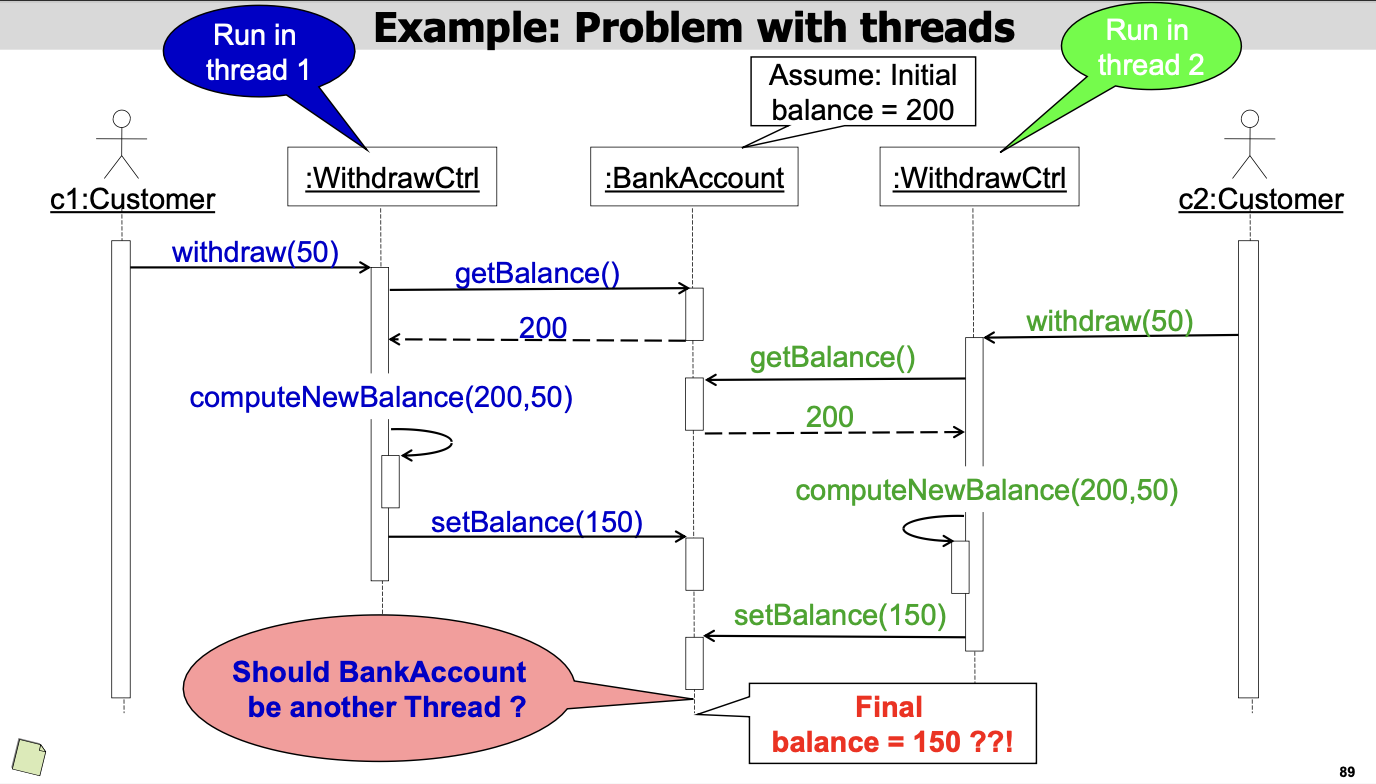 Example: Problem with threads
Run in
thread 1
Run in
thread 2
Assume: Initial
balance = 200
c1:Customer
:WithdrawCtrl
:BankAccount
:WithdrawCtrl
c2:Customer
withdraw(50)
getBalance()
200
withdraw(50)
getBalance()
computeNewBalance(200,50)
200
computeNewBalance(200,50)
setBalance(150)
setBalance(150)
Should BankAccount
be another Thread ?
Final
balance = 150 ??!
89